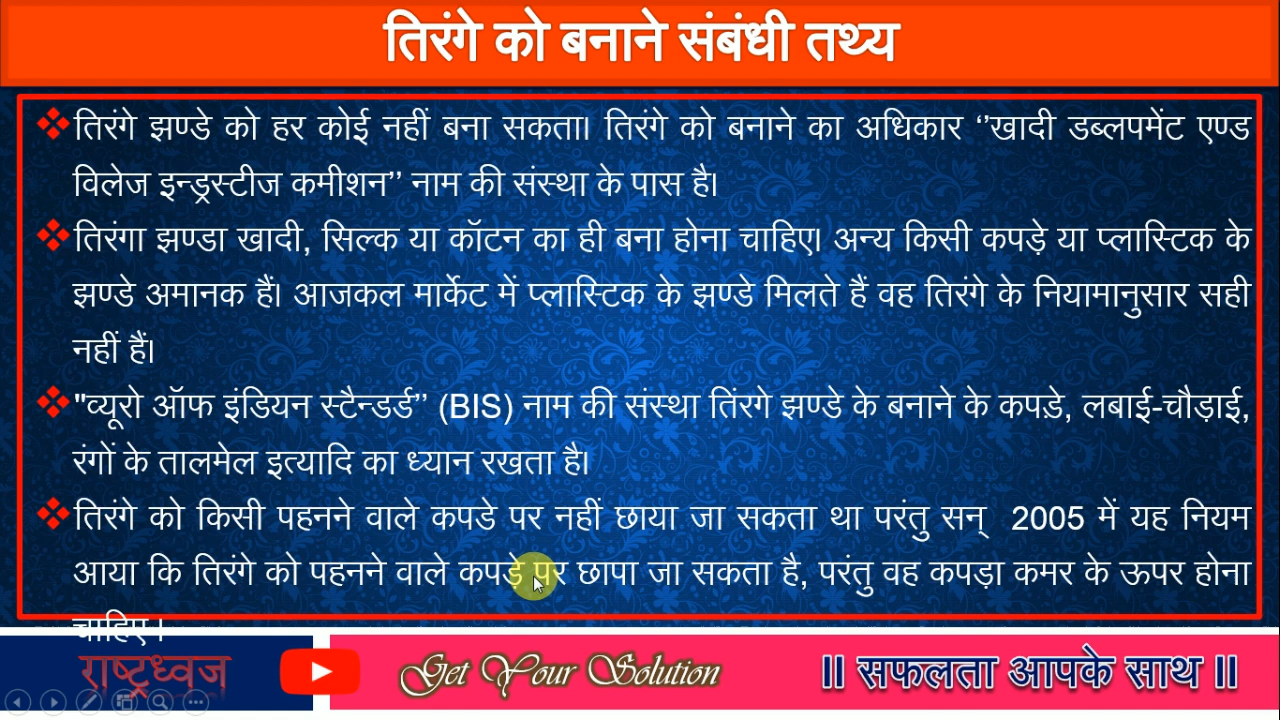 तिरंगे को बनाने संबंधी तथ्य
तिरंगे झण्डे को हर कोई नहीं बना सकता। तिरंगे को बनाने का अधिकार ‘’खादी डब्लपमेंट एण्ड
विलेज इन्ड्रस्टीज कमीशन’’ नाम की संस्था के पास है।
तिरंगा झण्डा खादी, सिल्क या कॉटन का ही बना होना चाहिए। अन्य किसी कपड़े या प्लास्टिक के
झण्डे अमानक हैं। आजकल मार्केट में प्लास्टिक के झण्डे मिलते हैं वह तिरंगे के नियामानुसार सही
नहीं हैं।
"व्यूरो ऑफ इंडियन स्टैन्डर्ड’’ (BIS) नाम की संस्था तिंरगे झण्डे के बनाने के कपड़े, लबाई-चौड़ाई,
रंगों के तालमेल इत्यादि का ध्यान रखता है।
तिरंगे को किसी पहनने वाले कपडे पर नहीं छाया जा सकता था परंतु सन् 2005 में यह नियम
आया कि तिरंगे को पहनने वाले कपड़े पर छापा जा सकता है, परंतु वह कपड़ा कमर के ऊपर होना
चाहिए ।
राष्ट्रध्वज
Get Your Solution
॥ सफलता आपके साथ ॥